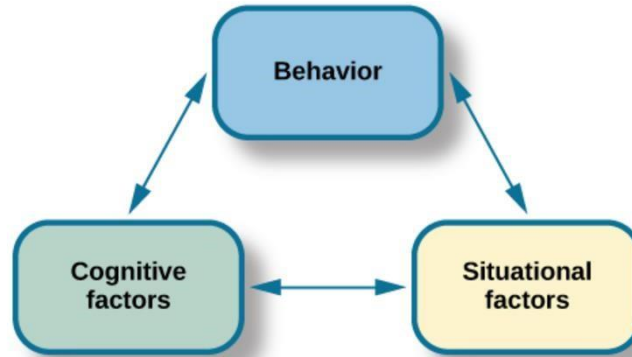 Behavior
Cognitive
factors
Situational
factors